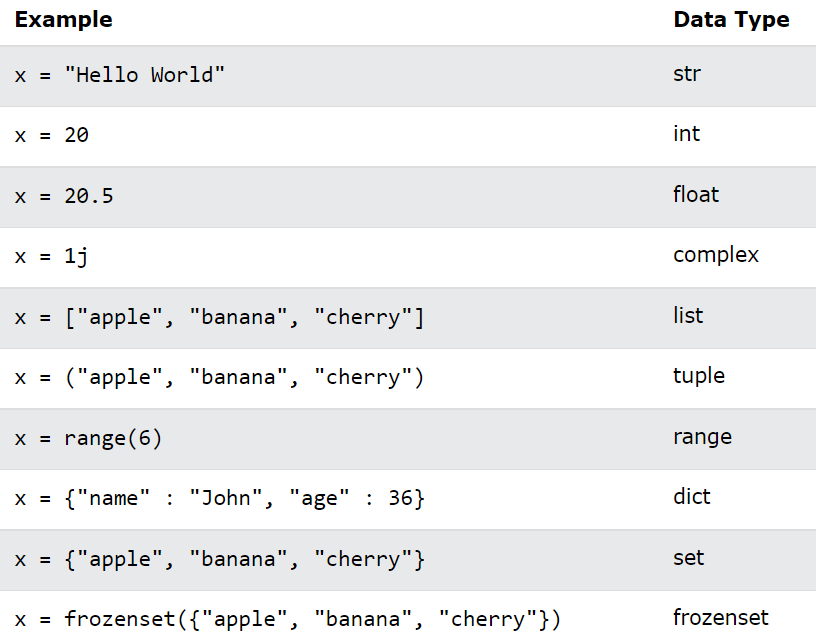 Example Data Type
x = "Hello World" str
x = 20 int
x = 20.5 float
x = 1j complex
x = ["apple", "banana", "cherry"] list
x = ("apple", "banana", "cherry") tuple
x = range(6) range
x = {"name" : "John", "age" : 36} dict
x = {"apple", "banana", "cherry"} set
x = frozenset({"apple", "banana", "cherry"}) frozenset